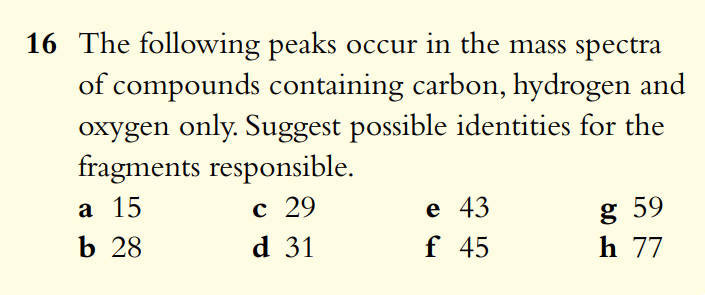 16 The following peaks occur in the mass spectra
of compounds containing carbon, hydrogen and
oxygen only. Suggest possible identities for the
fragments responsible.
a 15 c 29 e 43 g 59
b 28 d 31 f 45 h 77